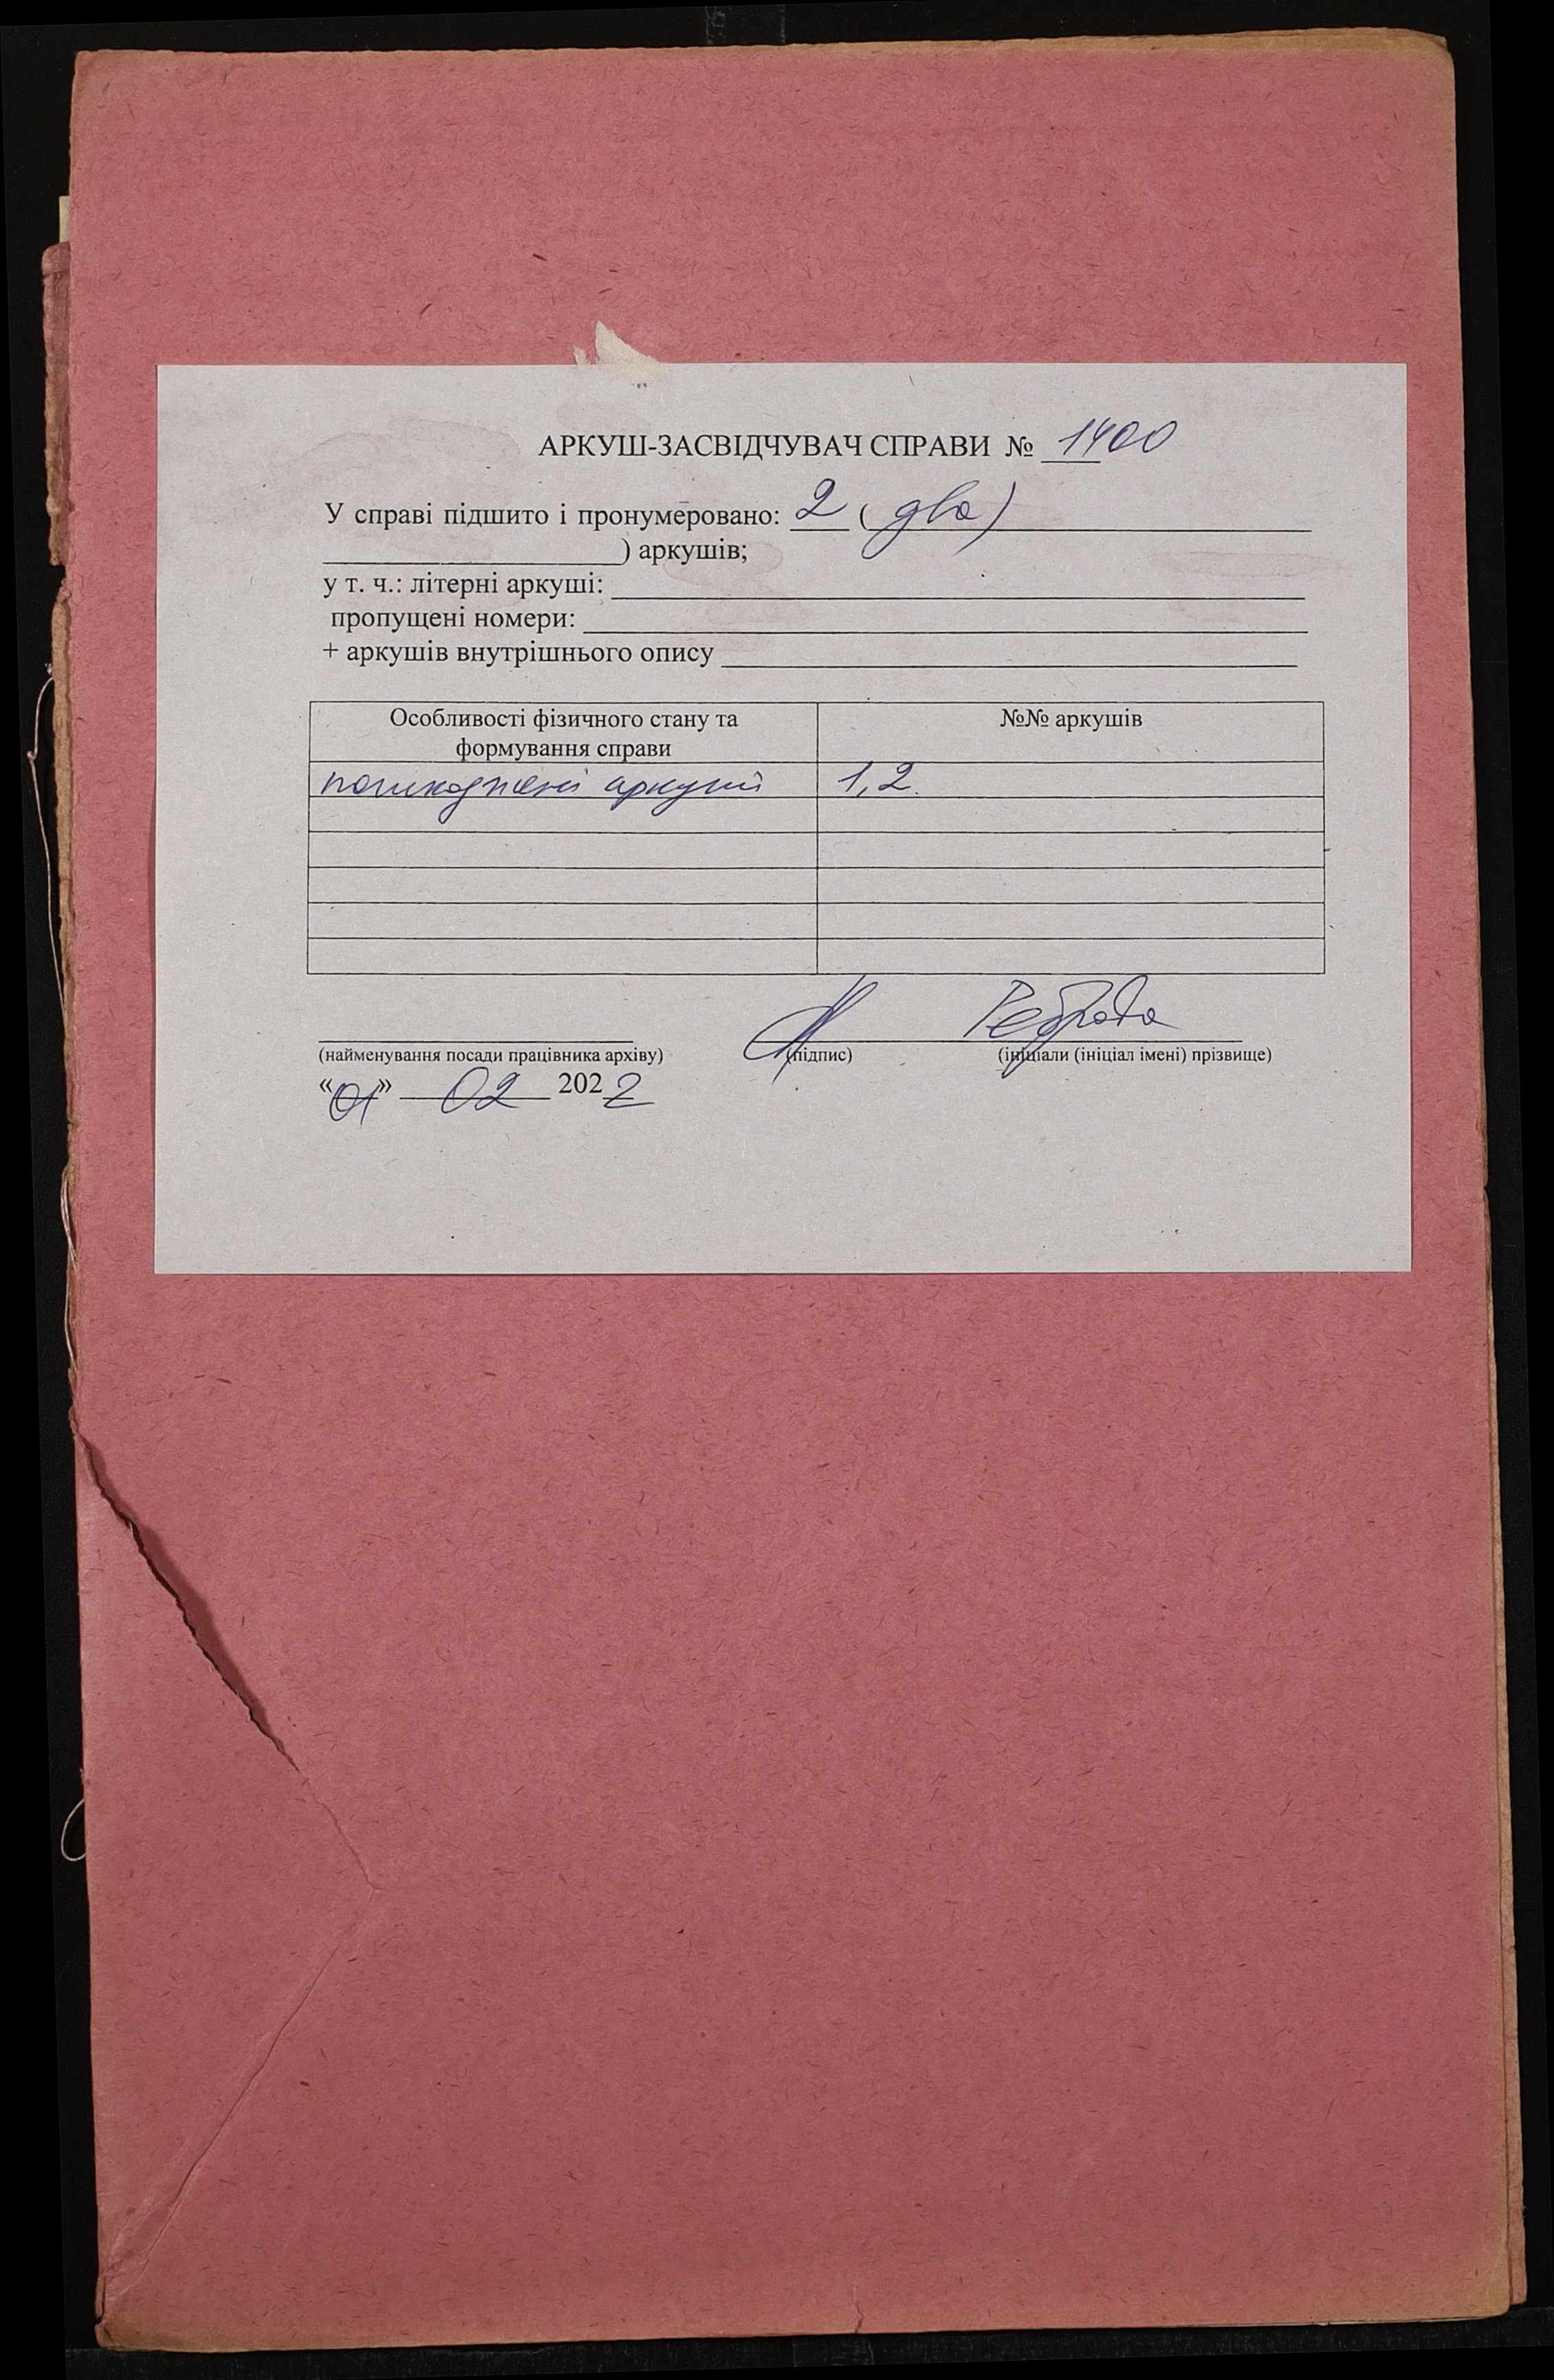 АРКУШ-ЗАСВІДЧУВАЧ СПРАВИ № 1400
У справі підшито і пронумеровано: 2 ( два)
) аркушів;
у т. ч.: літерні аркуші:
пропущені номери:
+ аркушів внутрішнього опису
Особливості фізичного стану та формування справи №№ аркушів
пошкоджені аркуші 1,2.
(найменування посади працівника архіву) (підпис) (ініціали (ініціал імені) прізвище)
«01» 02 2022